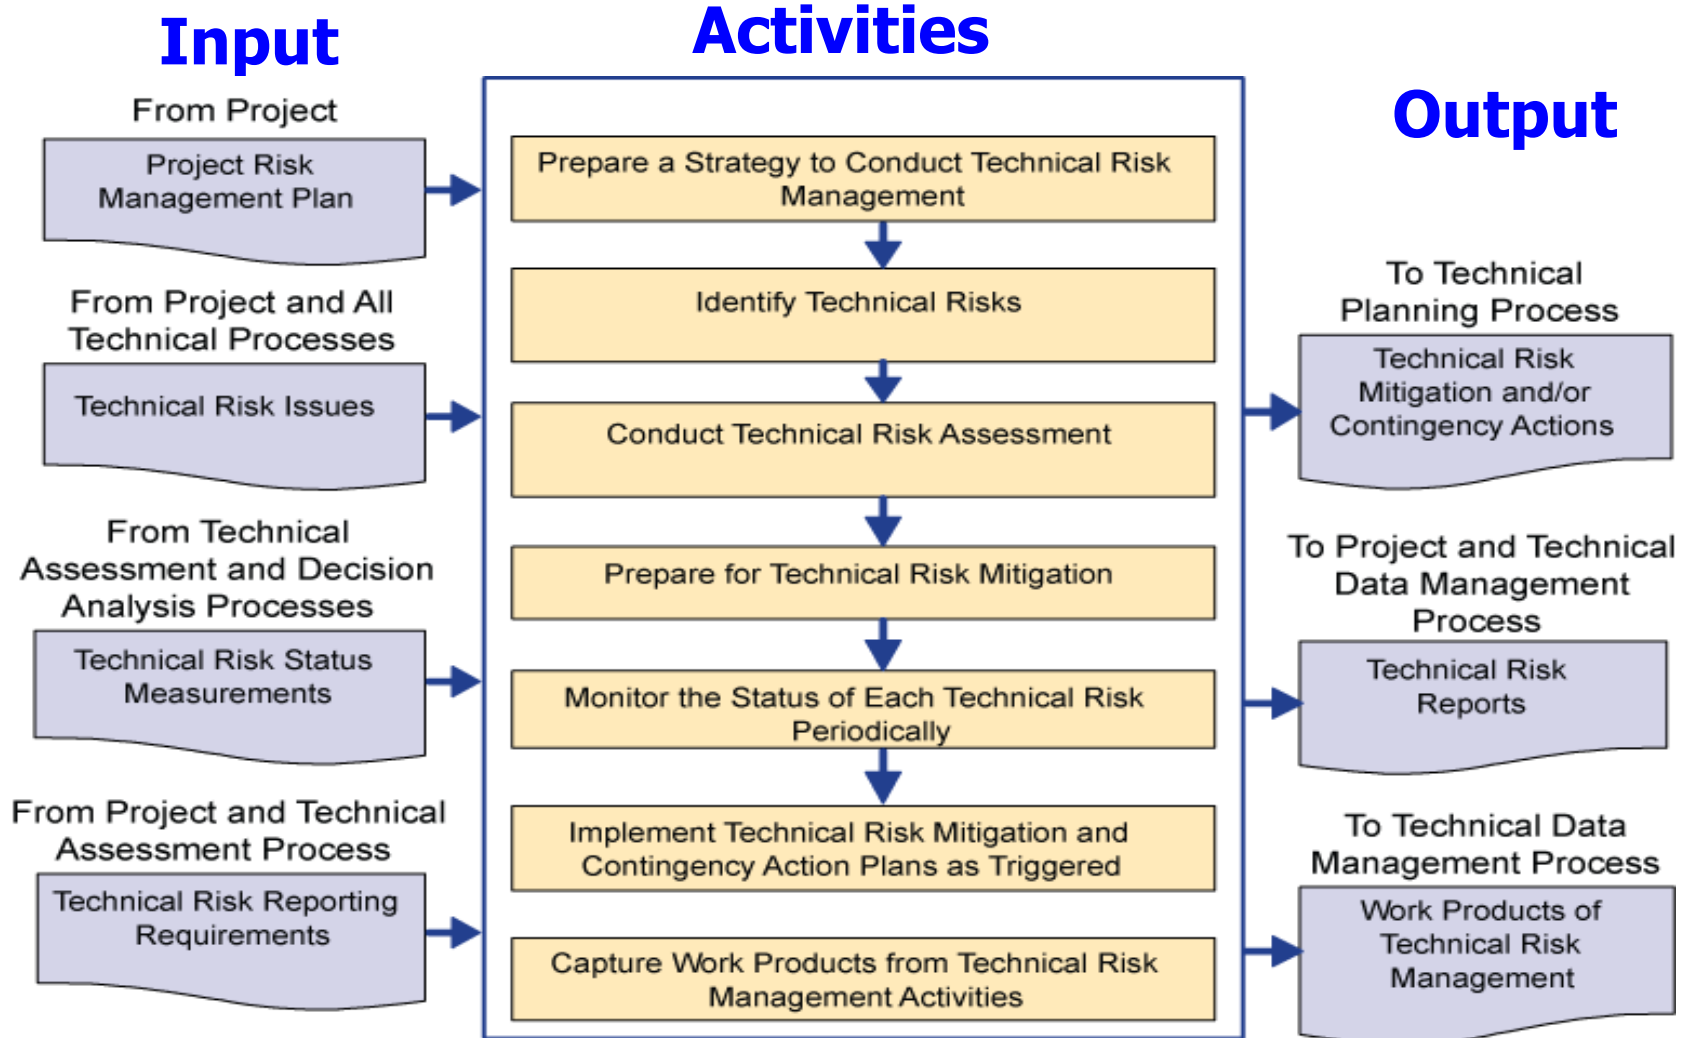 Input
From Project
Project Risk
Management Plan
From Project and All
Technical Processes
Technical Risk Issues
From Technical
Assessment and Decision
Analysis Processes
Technical Risk Status
Measurements
From Project and Technical
Assessment Process
Technical Risk Reporting
Requirements
Activities
Prepare a Strategy to Conduct Technical Risk
Management
Identify Technical Risks
Conduct Technical Risk Assessment
Prepare for Technical Risk Mitigation
Monitor the Status of Each Technical Risk
Periodically
Implement Technical Risk Mitigation and
Contingency Action Plans as Triggered
Capture Work Products from Technical Risk
Management Activities
Output
To Technical
Planning Process
Technical Risk
Mitigation and/or
Contingency Actions
To Project and Technical
Data Management
Process
Technical Risk
Reports
To Technical Data
Management Process
Work Products of
Technical Risk
Management